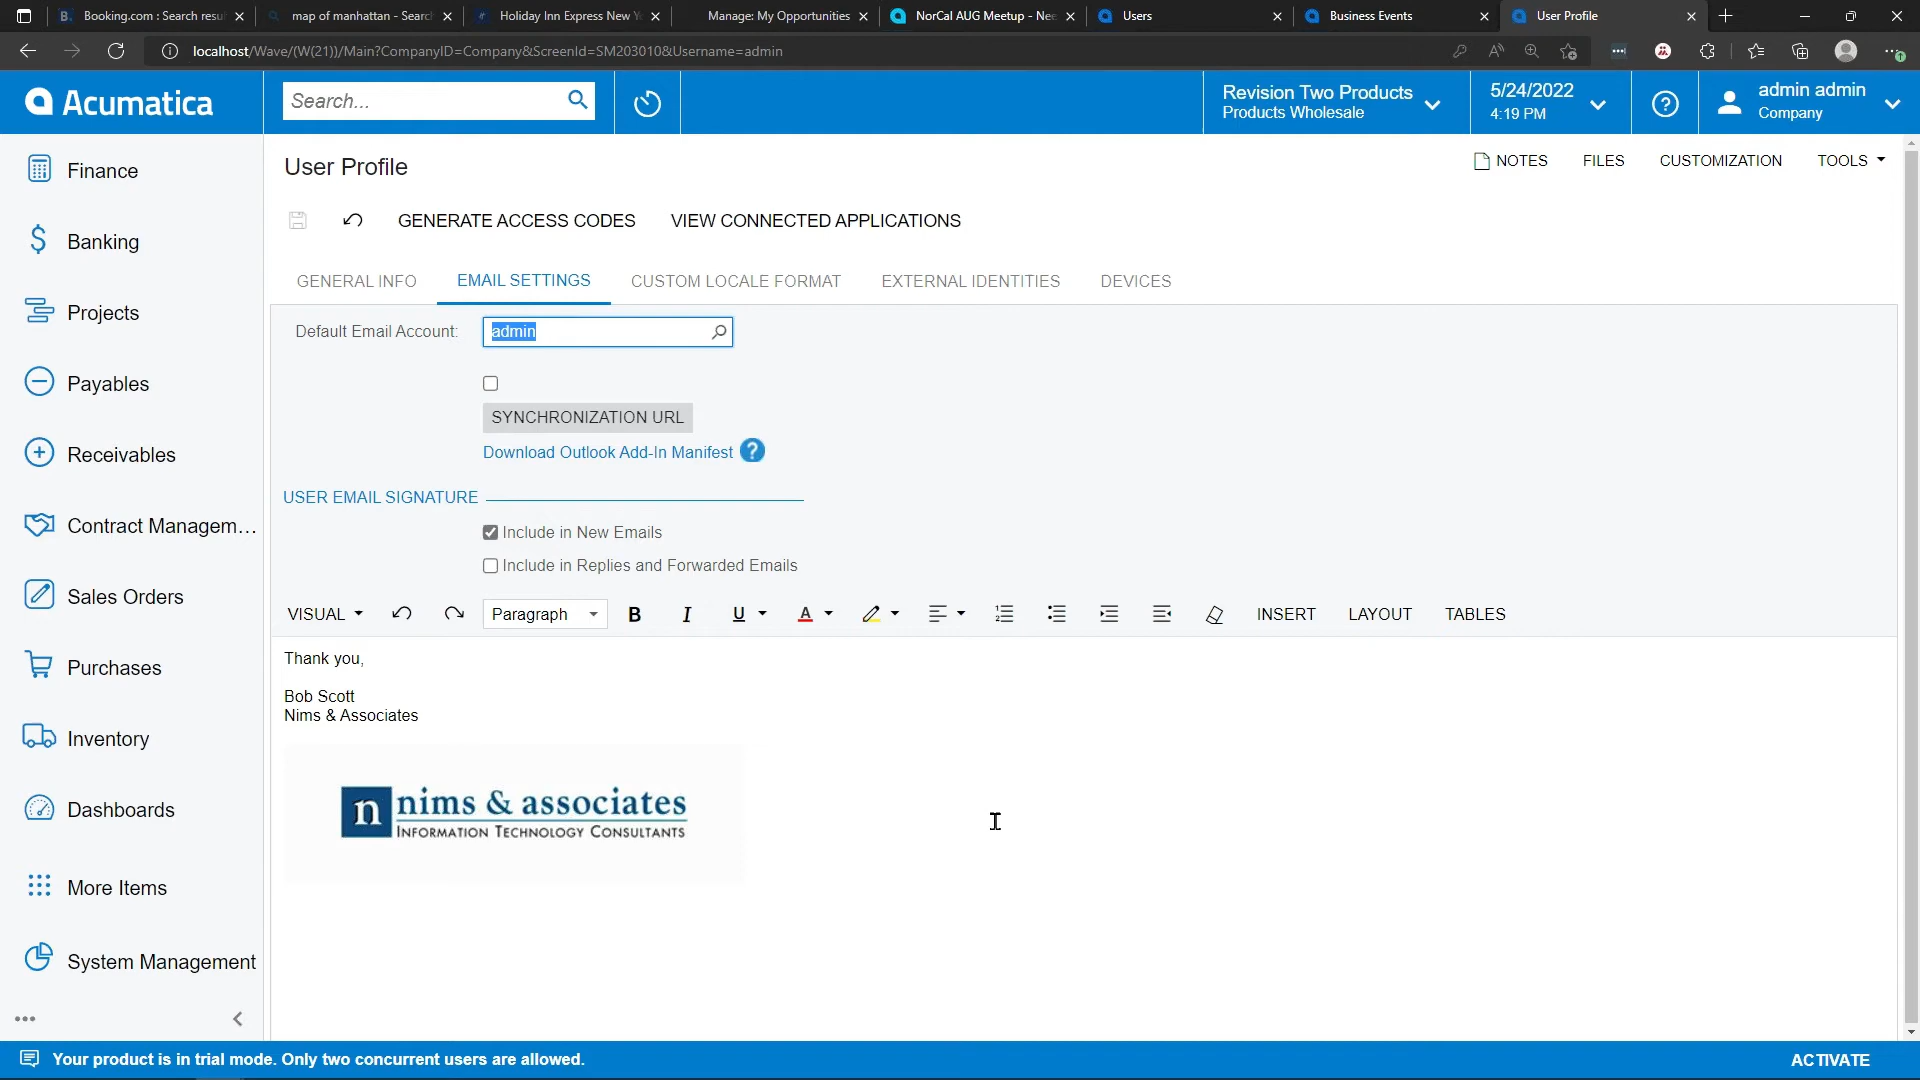 Booking.com : Search resu
map of manhattan - Search
Holiday Inn Express New Y
Manage: My Opportunities
NorCal AUG Meetup - Nee
Users
Business Events
User Profile
localhost/Wave/(W(21))/Main?CompanyID=Company&ScreenId=SM203010&Username=admin
Acumatica
Search...
Revision Two Products
Products Wholesale
5/24/2022
4:19 PM
admin admin
Company
Finance
Banking
Projects
Payables
Receivables
Contract Managem...
Sales Orders
Purchases
Inventory
Dashboards
More Items
System Management
User Profile
NOTES
FILES
CUSTOMIZATION
TOOLS
GENERATE ACCESS CODES
VIEW CONNECTED APPLICATIONS
GENERAL INFO
EMAIL SETTINGS
CUSTOM LOCALE FORMAT
EXTERNAL IDENTITIES
DEVICES
Default Email Account:
admin
SYNCHRONIZATION URL
Download Outlook Add-In Manifest
USER EMAIL SIGNATURE
Include in New Emails
Include in Replies and Forwarded Emails
VISUAL
Paragraph
B
I
U
A
INSERT
LAYOUT
TABLES
Thank you,
Bob Scott
Nims & Associates
n nims & associates
INFORMATION TECHNOLOGY CONSULTANTS
Your product is in trial mode. Only two concurrent users are allowed.
ACTIVATE